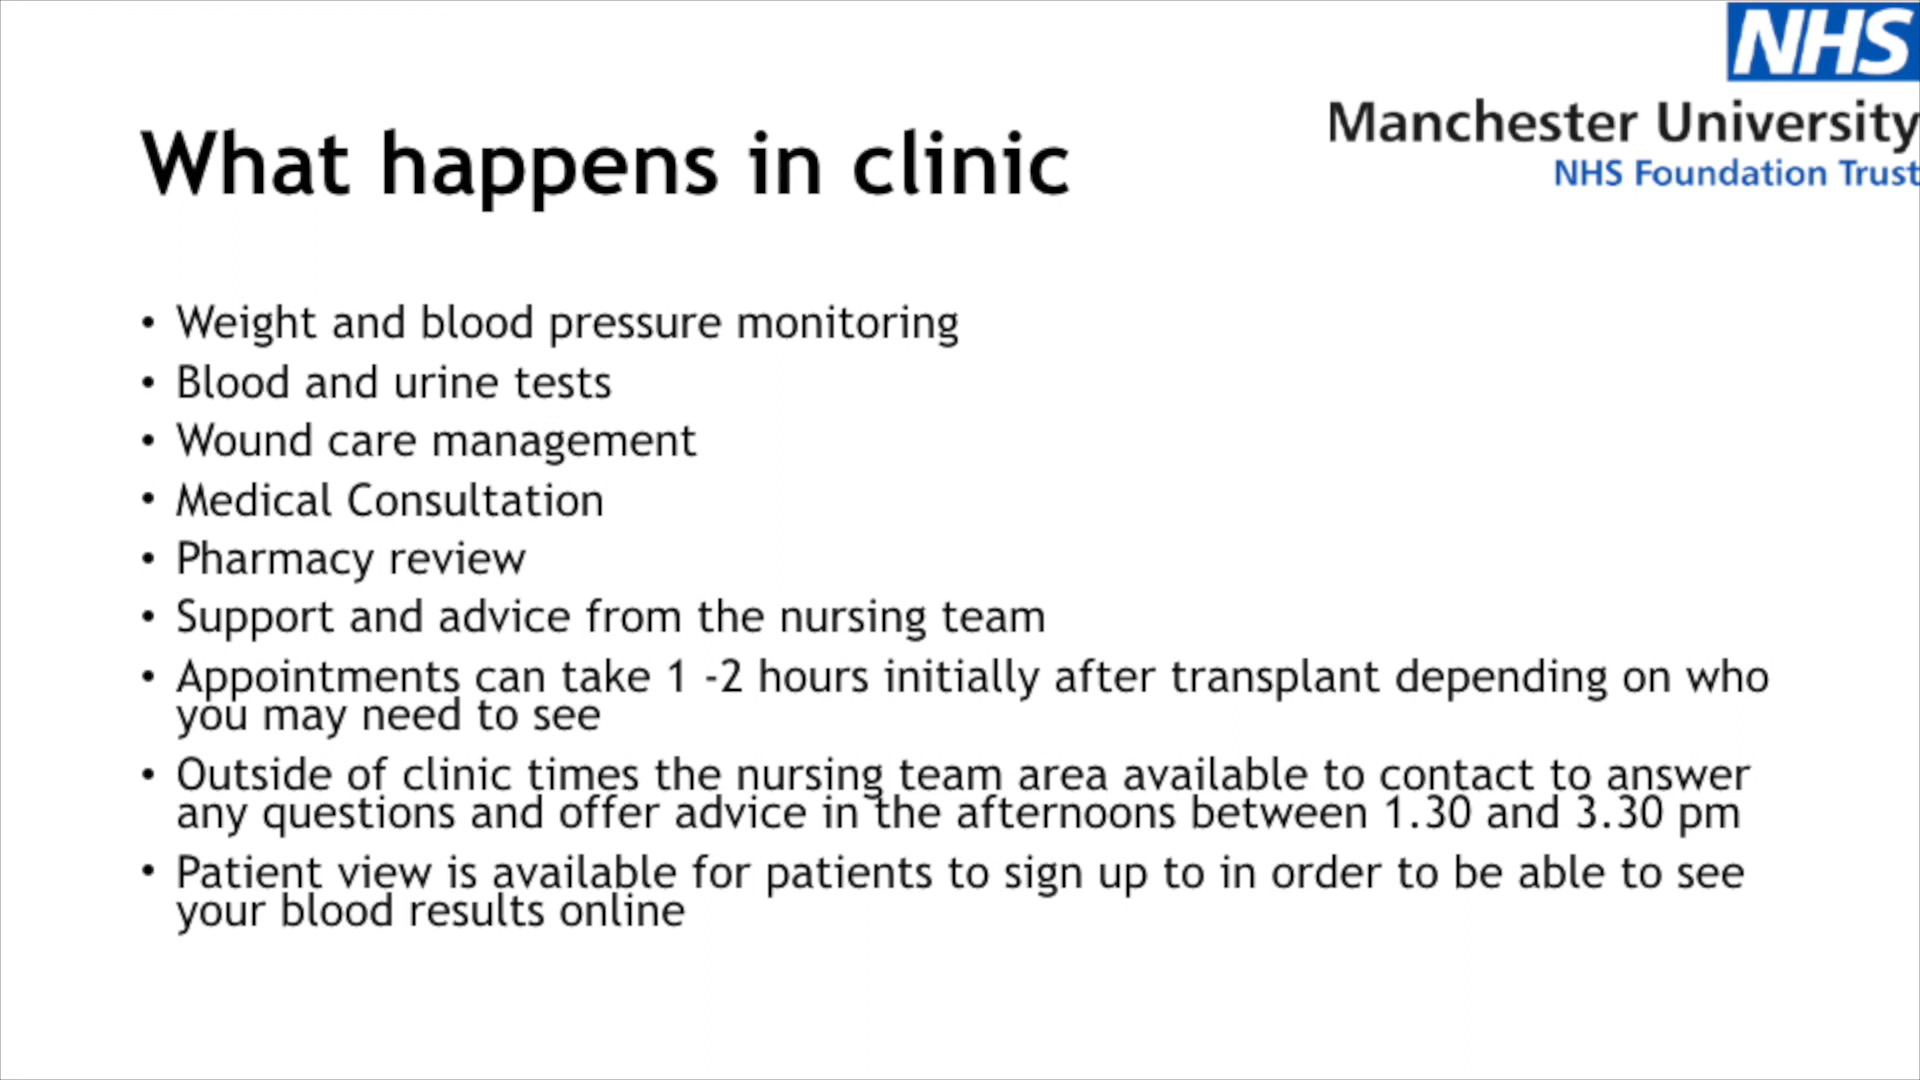 NHS
Manchester University
NHS Foundation Trust
What happens in clinic
• Weight and blood pressure monitoring
• Blood and urine tests
• Wound care management
• Medical Consultation
• Pharmacy review
• Support and advice from the nursing team
• Appointments can take 1 -2 hours initially after transplant depending on who
you may need to see
• Outside of clinic times the nursing team area available to contact to answer
any questions and offer advice in the afternoons between 1.30 and 3.30 pm
• Patient view is available for patients to sign up to in order to be able to see
your blood results online